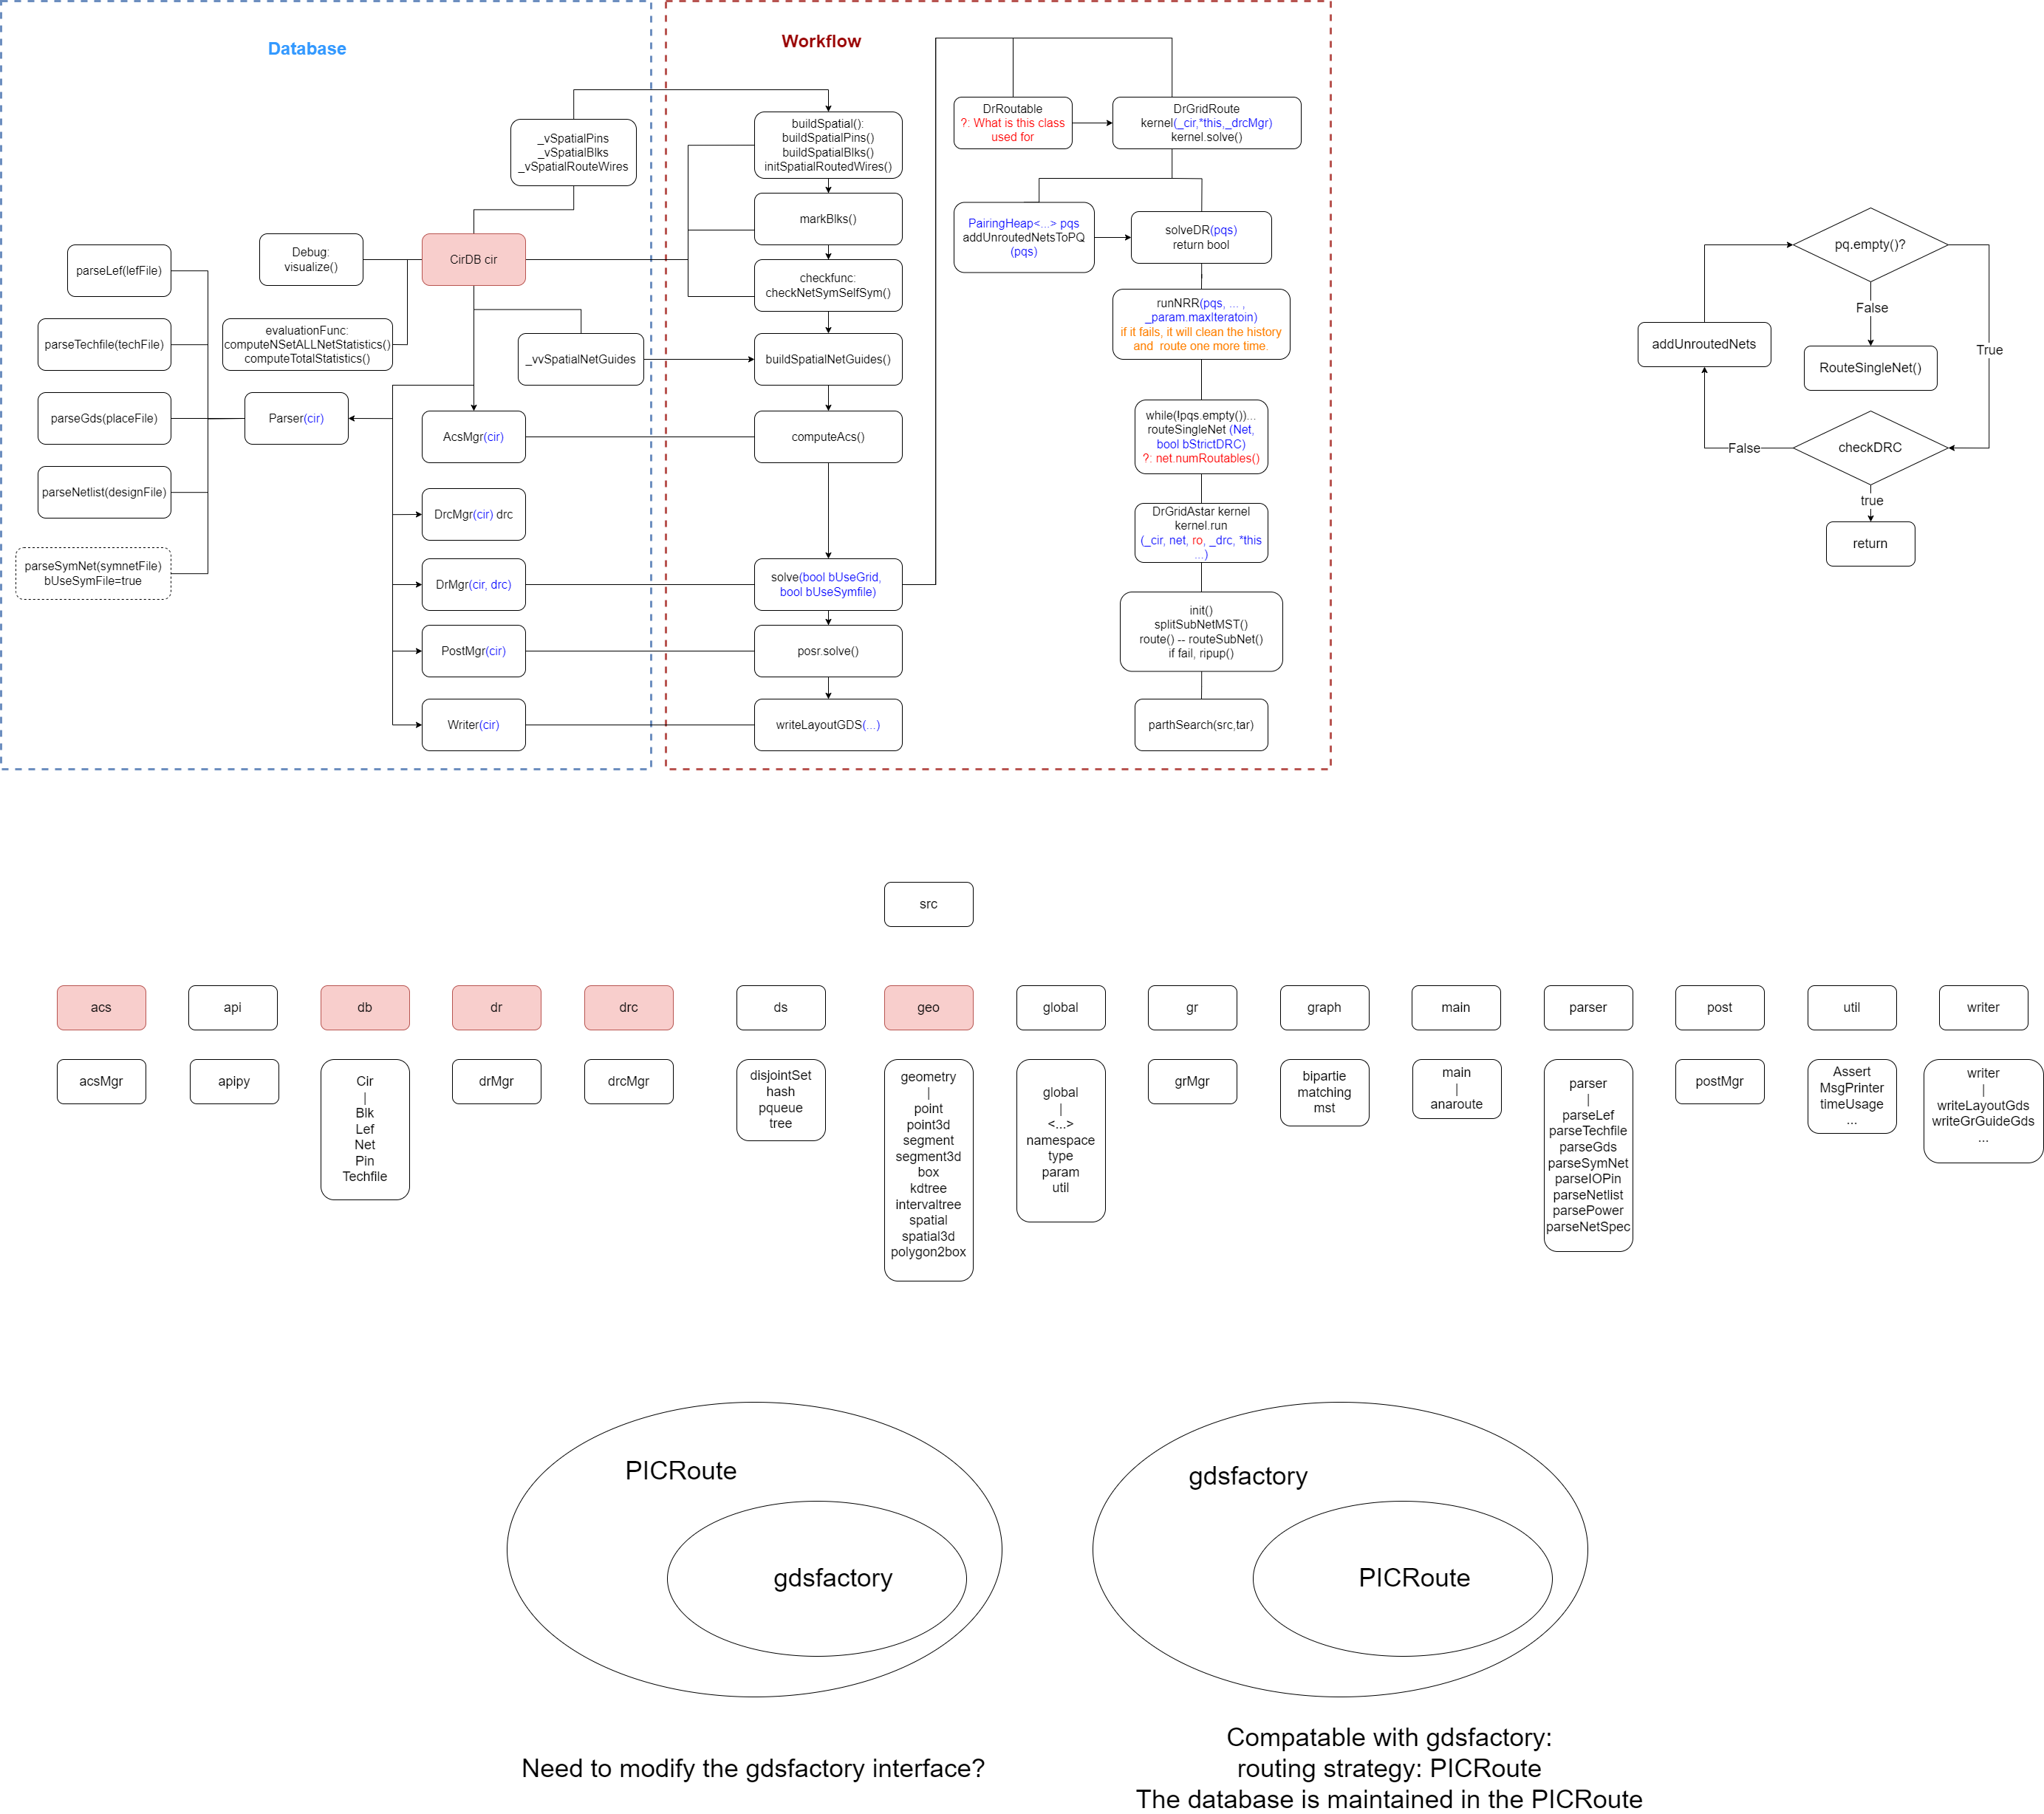 Database
Workflow
_vSpatialPins
_vSpatialBlks
_vSpatialRouteWires
buildSpatial():
buildSpatialPins()
buildSpatialBlks()
initSpatialRoutedWires()
DrRoutable
?: What is this class
used for
DrGridRoute
kernel(_cir,*this,_drcMgr)
kernel.solve()
markBlks()
PairingHeap<...> pqs
addUnroutedNetsToPQ
(pqs)
solveDR(pqs)
return bool
parseLef(lefFile)
Debug:
visualize()
CirDB cir
checkfunc:
checkNetSymSelfSym()
runNRR(pqs, ... ,
_param.maxIteratoin)
if it fails, it will clean the history
and  route one more time.
parseTechfile(techFile)
evaluationFunc:
computeNSetALLNetStatistics()
computeTotalStatistics()
_vvSpatialNetGuides
buildSpatialNetGuides()
parseGds(placeFile)
Parser(cir)
AcsMgr(cir)
computeAcs()
while(!pqs.empty())...
routeSingleNet (Net,
bool bStrictDRC)
?: net.numRoutables()
parseNetlist(designFile)
DrcMgr(cir) drc
DrGridAstar kernel
kernel.run
(_cir, net, ro, _drc, *this
...)
parseSymNet(symnetFile)
bUseSymFile=true
DrMgr(cir, drc)
solve(bool bUseGrid,
bool bUseSymfile)
init()
splitSubNetMST()
route() -- routeSubNet()
if fail, ripup()
PostMgr(cir)
posr.solve()
Writer(cir)
writeLayoutGDS(...)
parthSearch(src,tar)
pq.empty()?
False
True
addUnroutedNets
RouteSingleNet()
False
checkDRC
true
return
src
acs
api
db
dr
drc
ds
geo
global
gr
graph
main
parser
post
util
writer
acsMgr
apipy
Cir
|
Blk
Lef
Net
Pin
Techfile
drMgr
drcMgr
disjointSet
hash
pqueue
tree
geometry
|
point
point3d
segment
segment3d
box
kdtree
intervaltree
spatial
spatial3d
polygon2box
global
|
<...>
namespace
type
param
util
grMgr
bipartie
matching
mst
main
|
anaroute
parser
|
parseLef
parseTechfile
parseGds
parseSymNet
parseIOPin
parseNetlist
parsePower
parseNetSpec
postMgr
Assert
MsgPrinter
timeUsage
...
writer
|
writeLayoutGds
writeGrGuideGds
...
PICRoute
gdsfactory
gdsfactory
PICRoute
Need to modify the gdsfactory interface?
Compatable with gdsfactory:
routing strategy: PICRoute
The database is maintained in the PICRoute